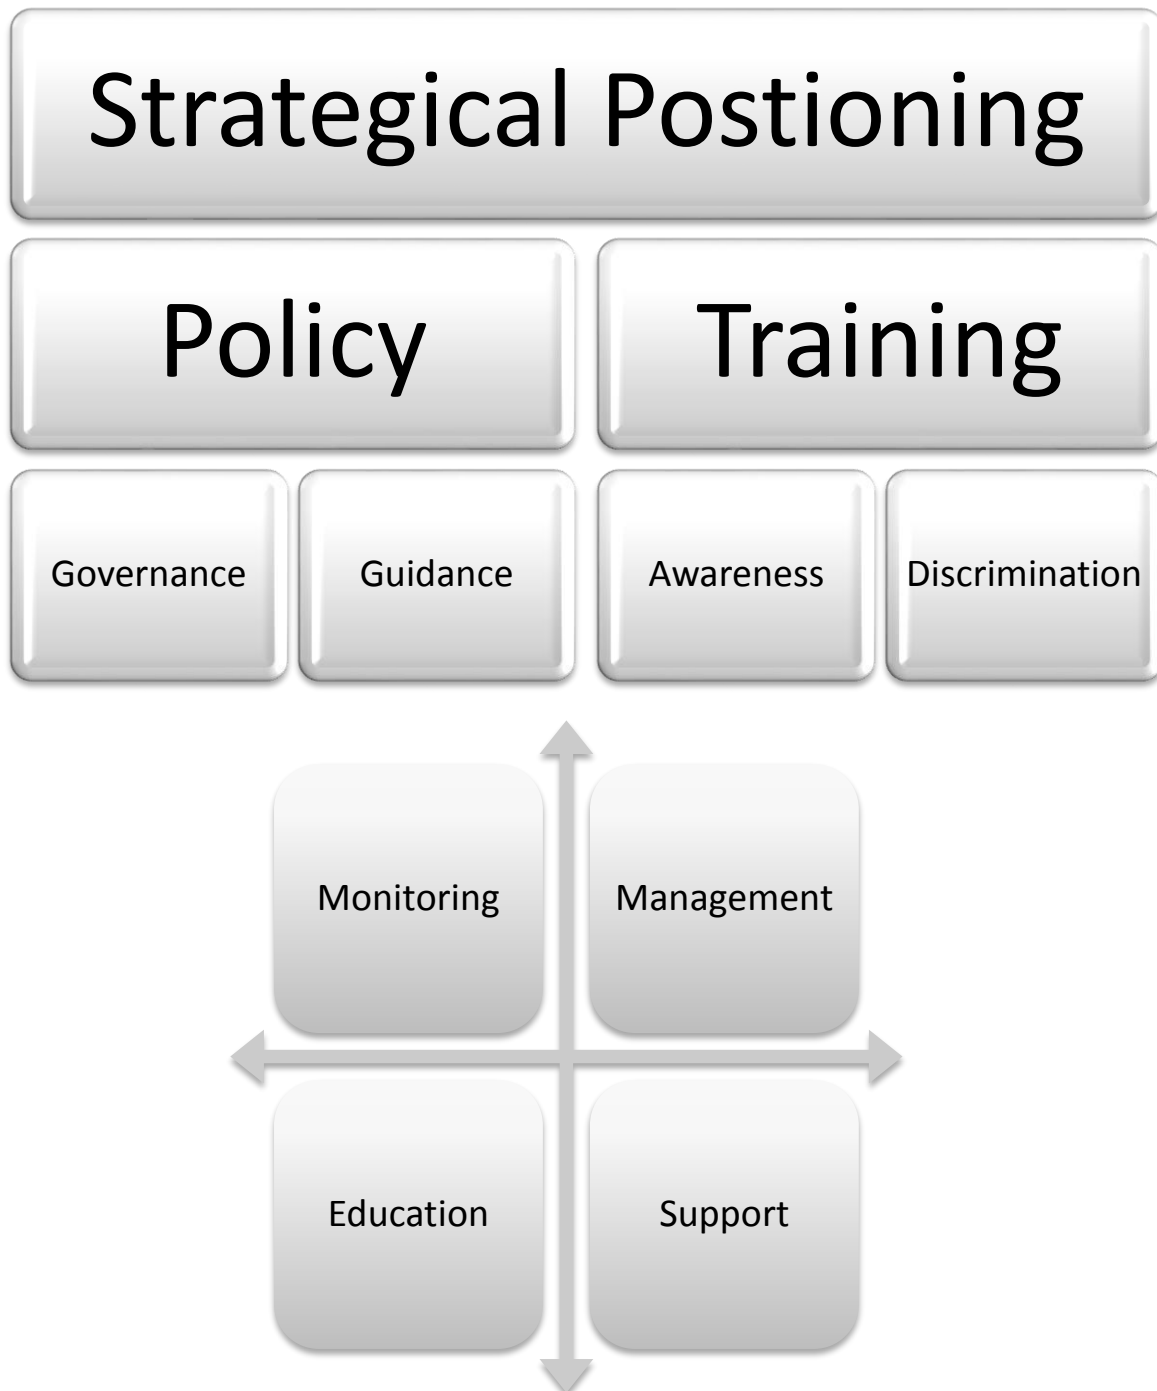 Strategical Postioning
Policy
Training
Governance
Guidance
Awareness
Discrimination
Monitoring
Management
Education
Support